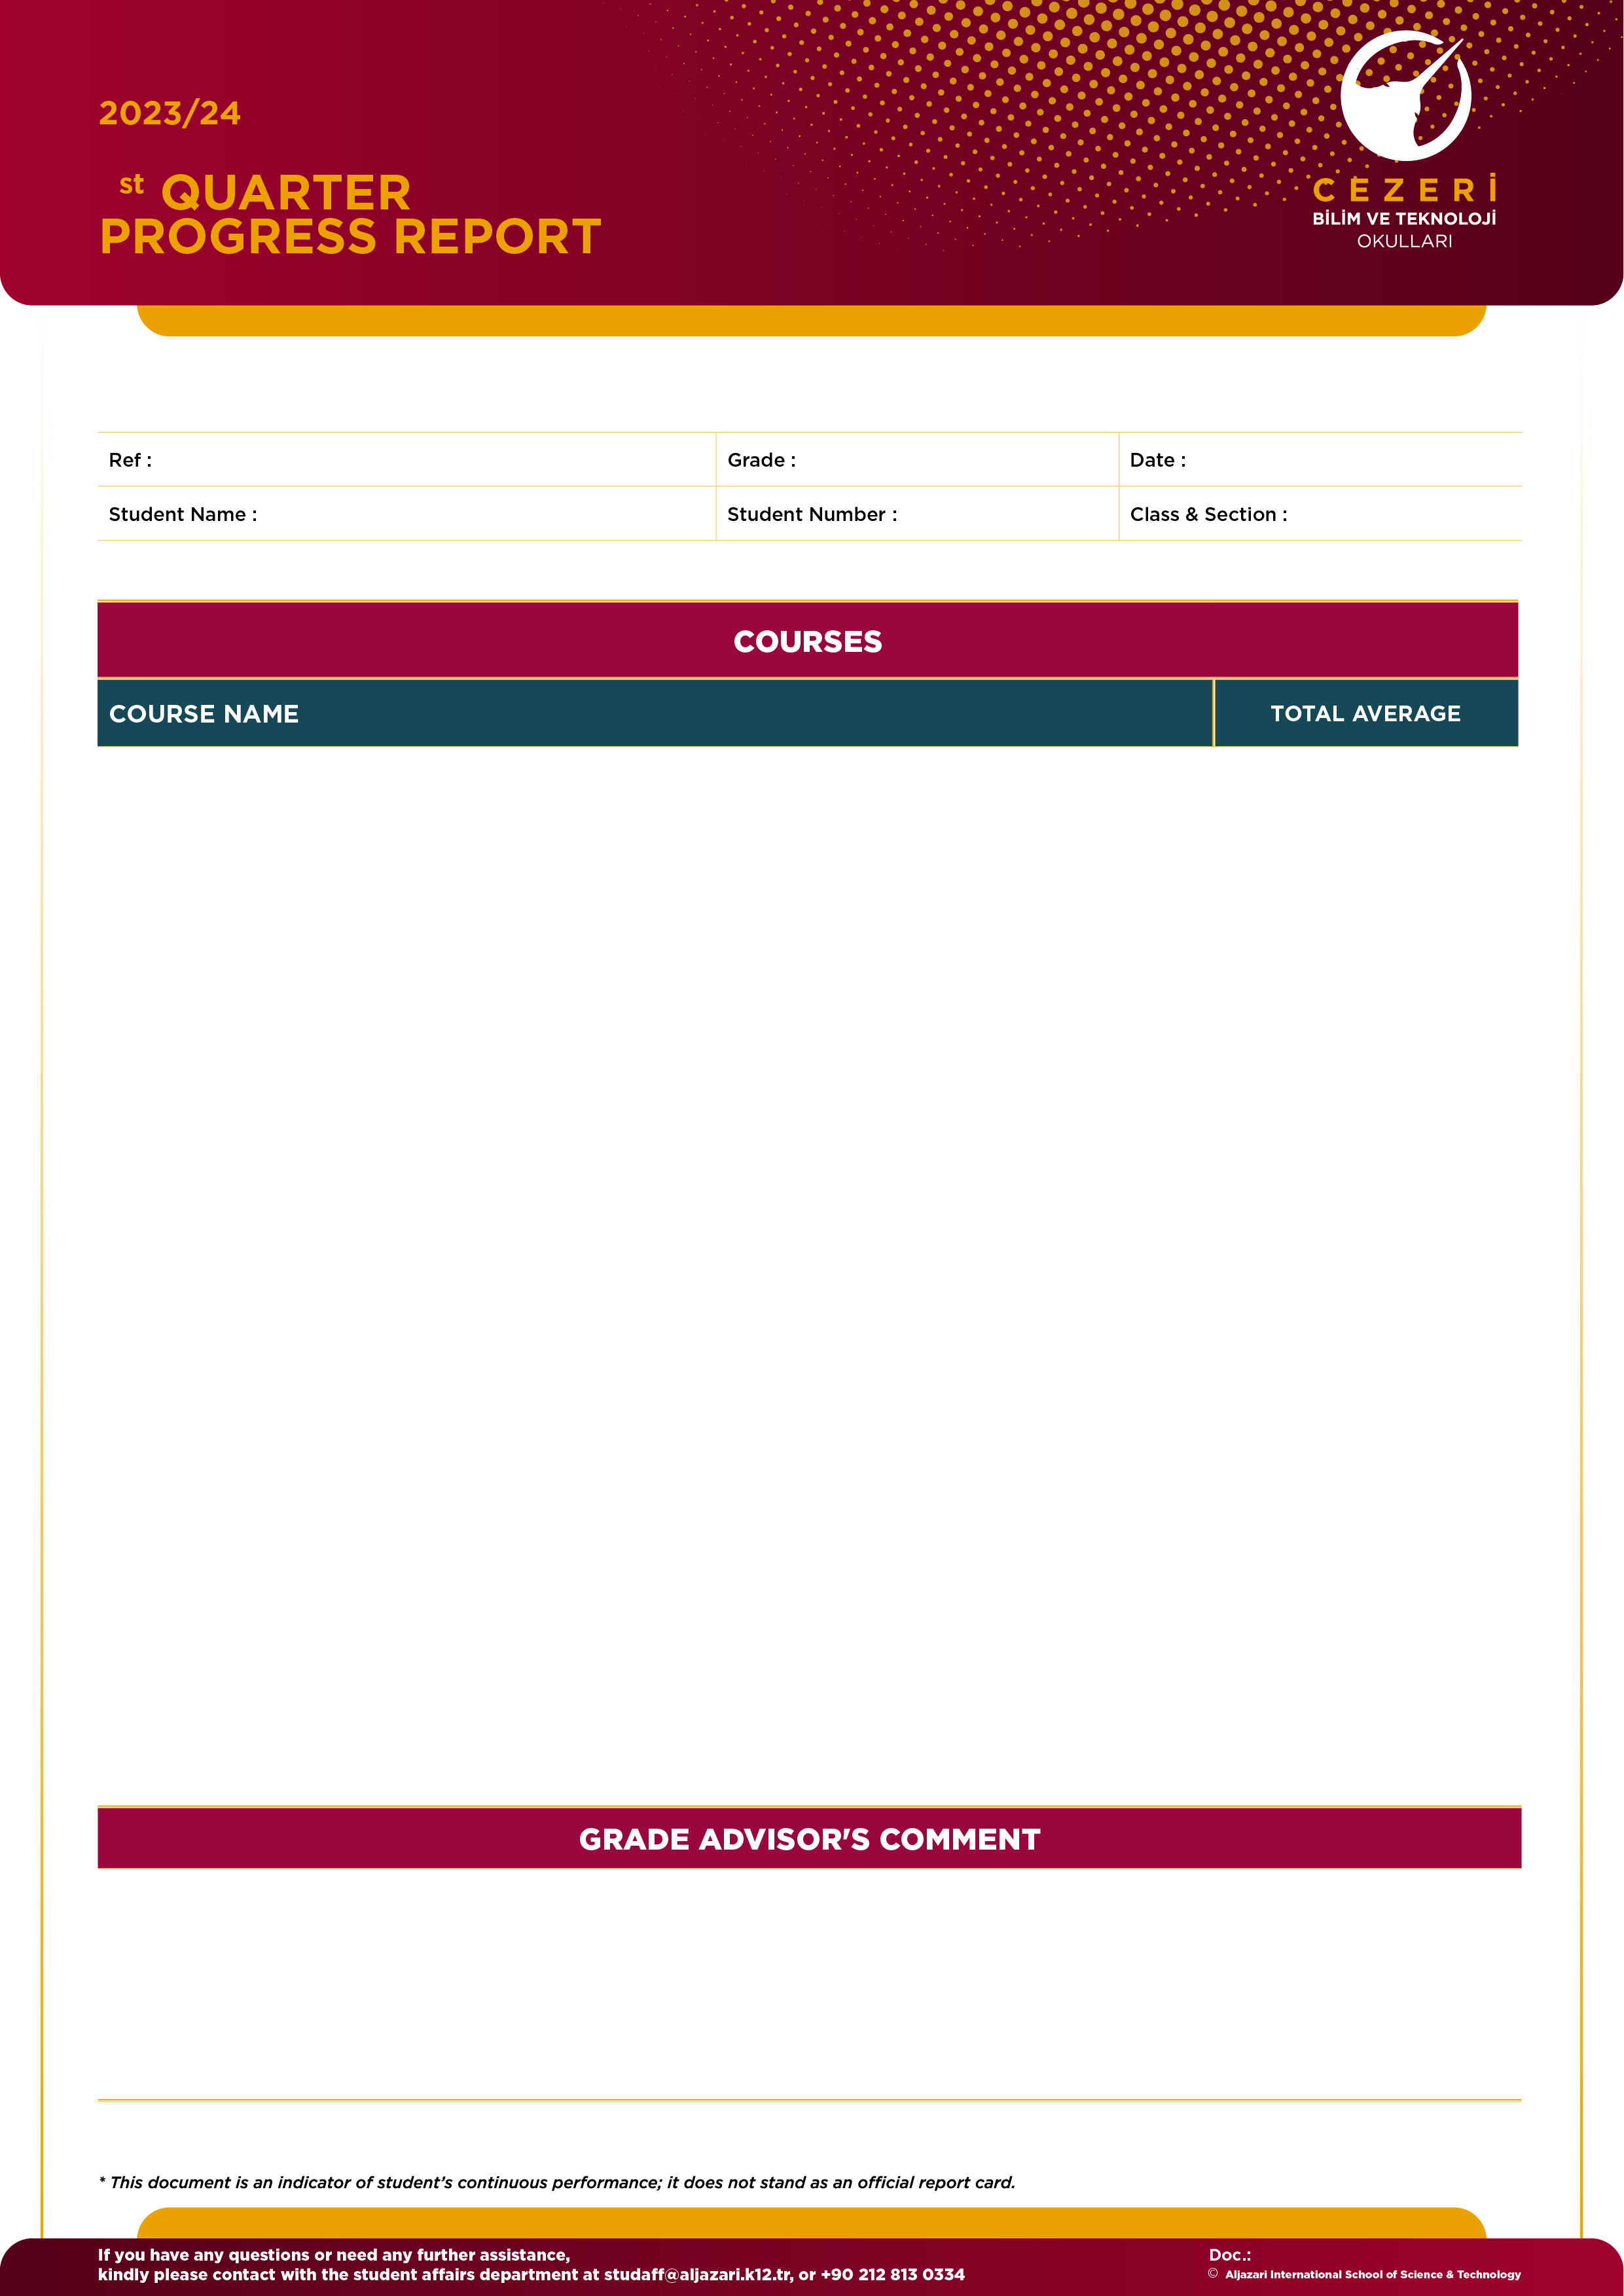 2023/24
st QUARTER
PROGRESS REPORT
CEZERİ
BİLİM VE TEKNOLOJİ
OKULLARI
Ref :
Grade :
Date :
Student Name :
Student Number :
Class & Section :
COURSES
COURSE NAME
TOTAL AVERAGE
GRADE ADVISOR'S COMMENT
* This document is an indicator of student’s continuous performance; it does not stand as an official report card.
If you have any questions or need any further assistance,
kindly please contact with the student affairs department at studaff@aljazari.k12.tr, or +90 212 813 0334
Doc.:
© Aljazari International School of Science & Technology